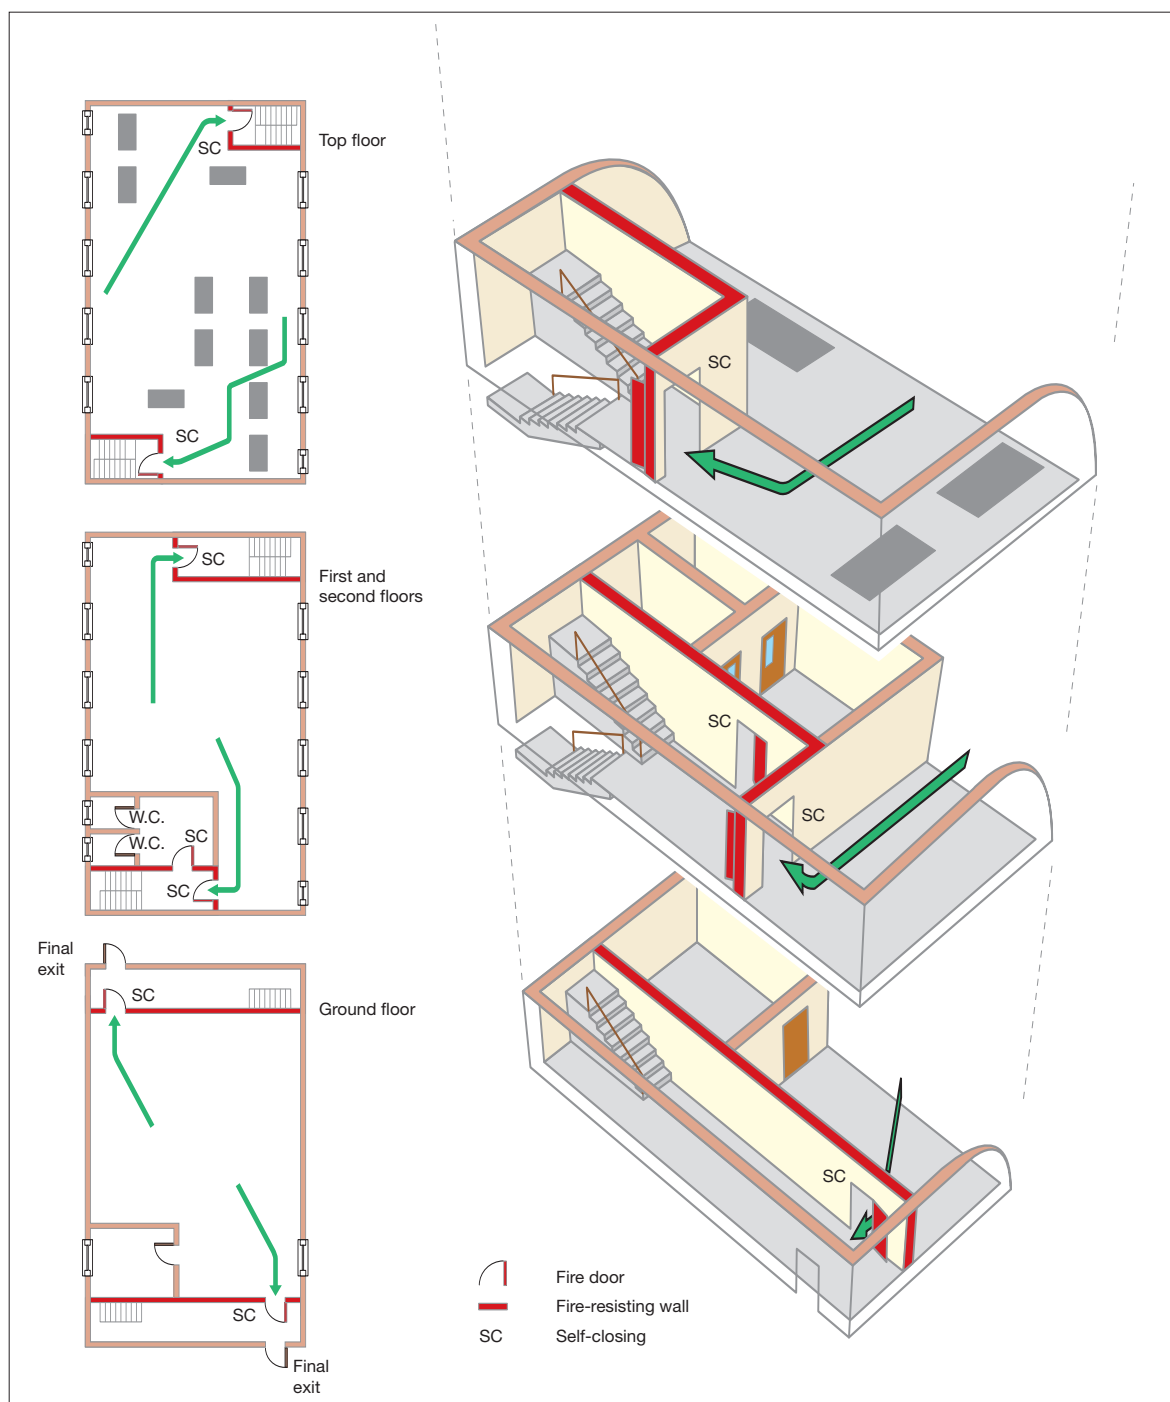 SC
Top floor
SC
SC
First and
second floors
W.C.
W.C.
SC
SC
Final
exit
SC
Ground floor
SC
Final
exit
SC
SC
SC
SC
Fire door
Fire-resisting wall
SC
Self-closing